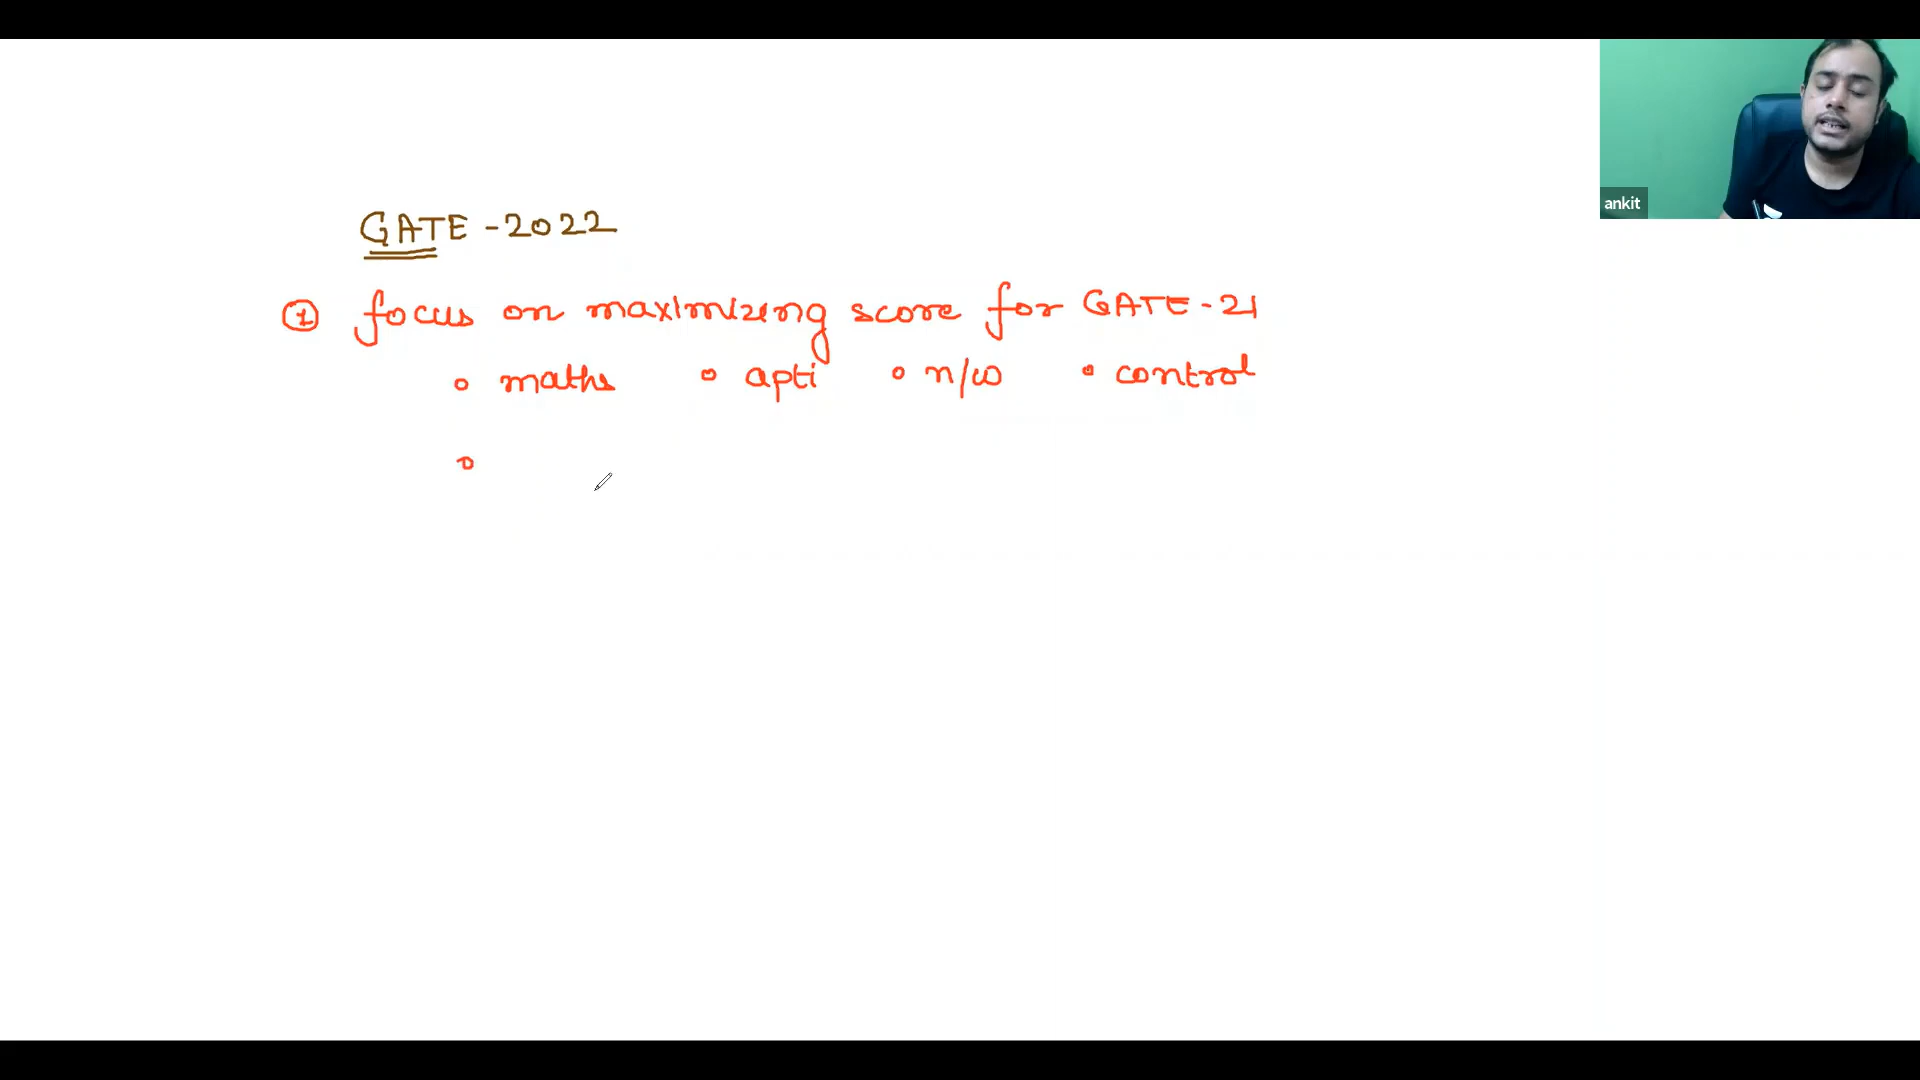 ankit
GATE -2022
① focus on maximizing score for GATE -21
• maths • apti • n/w • control
•